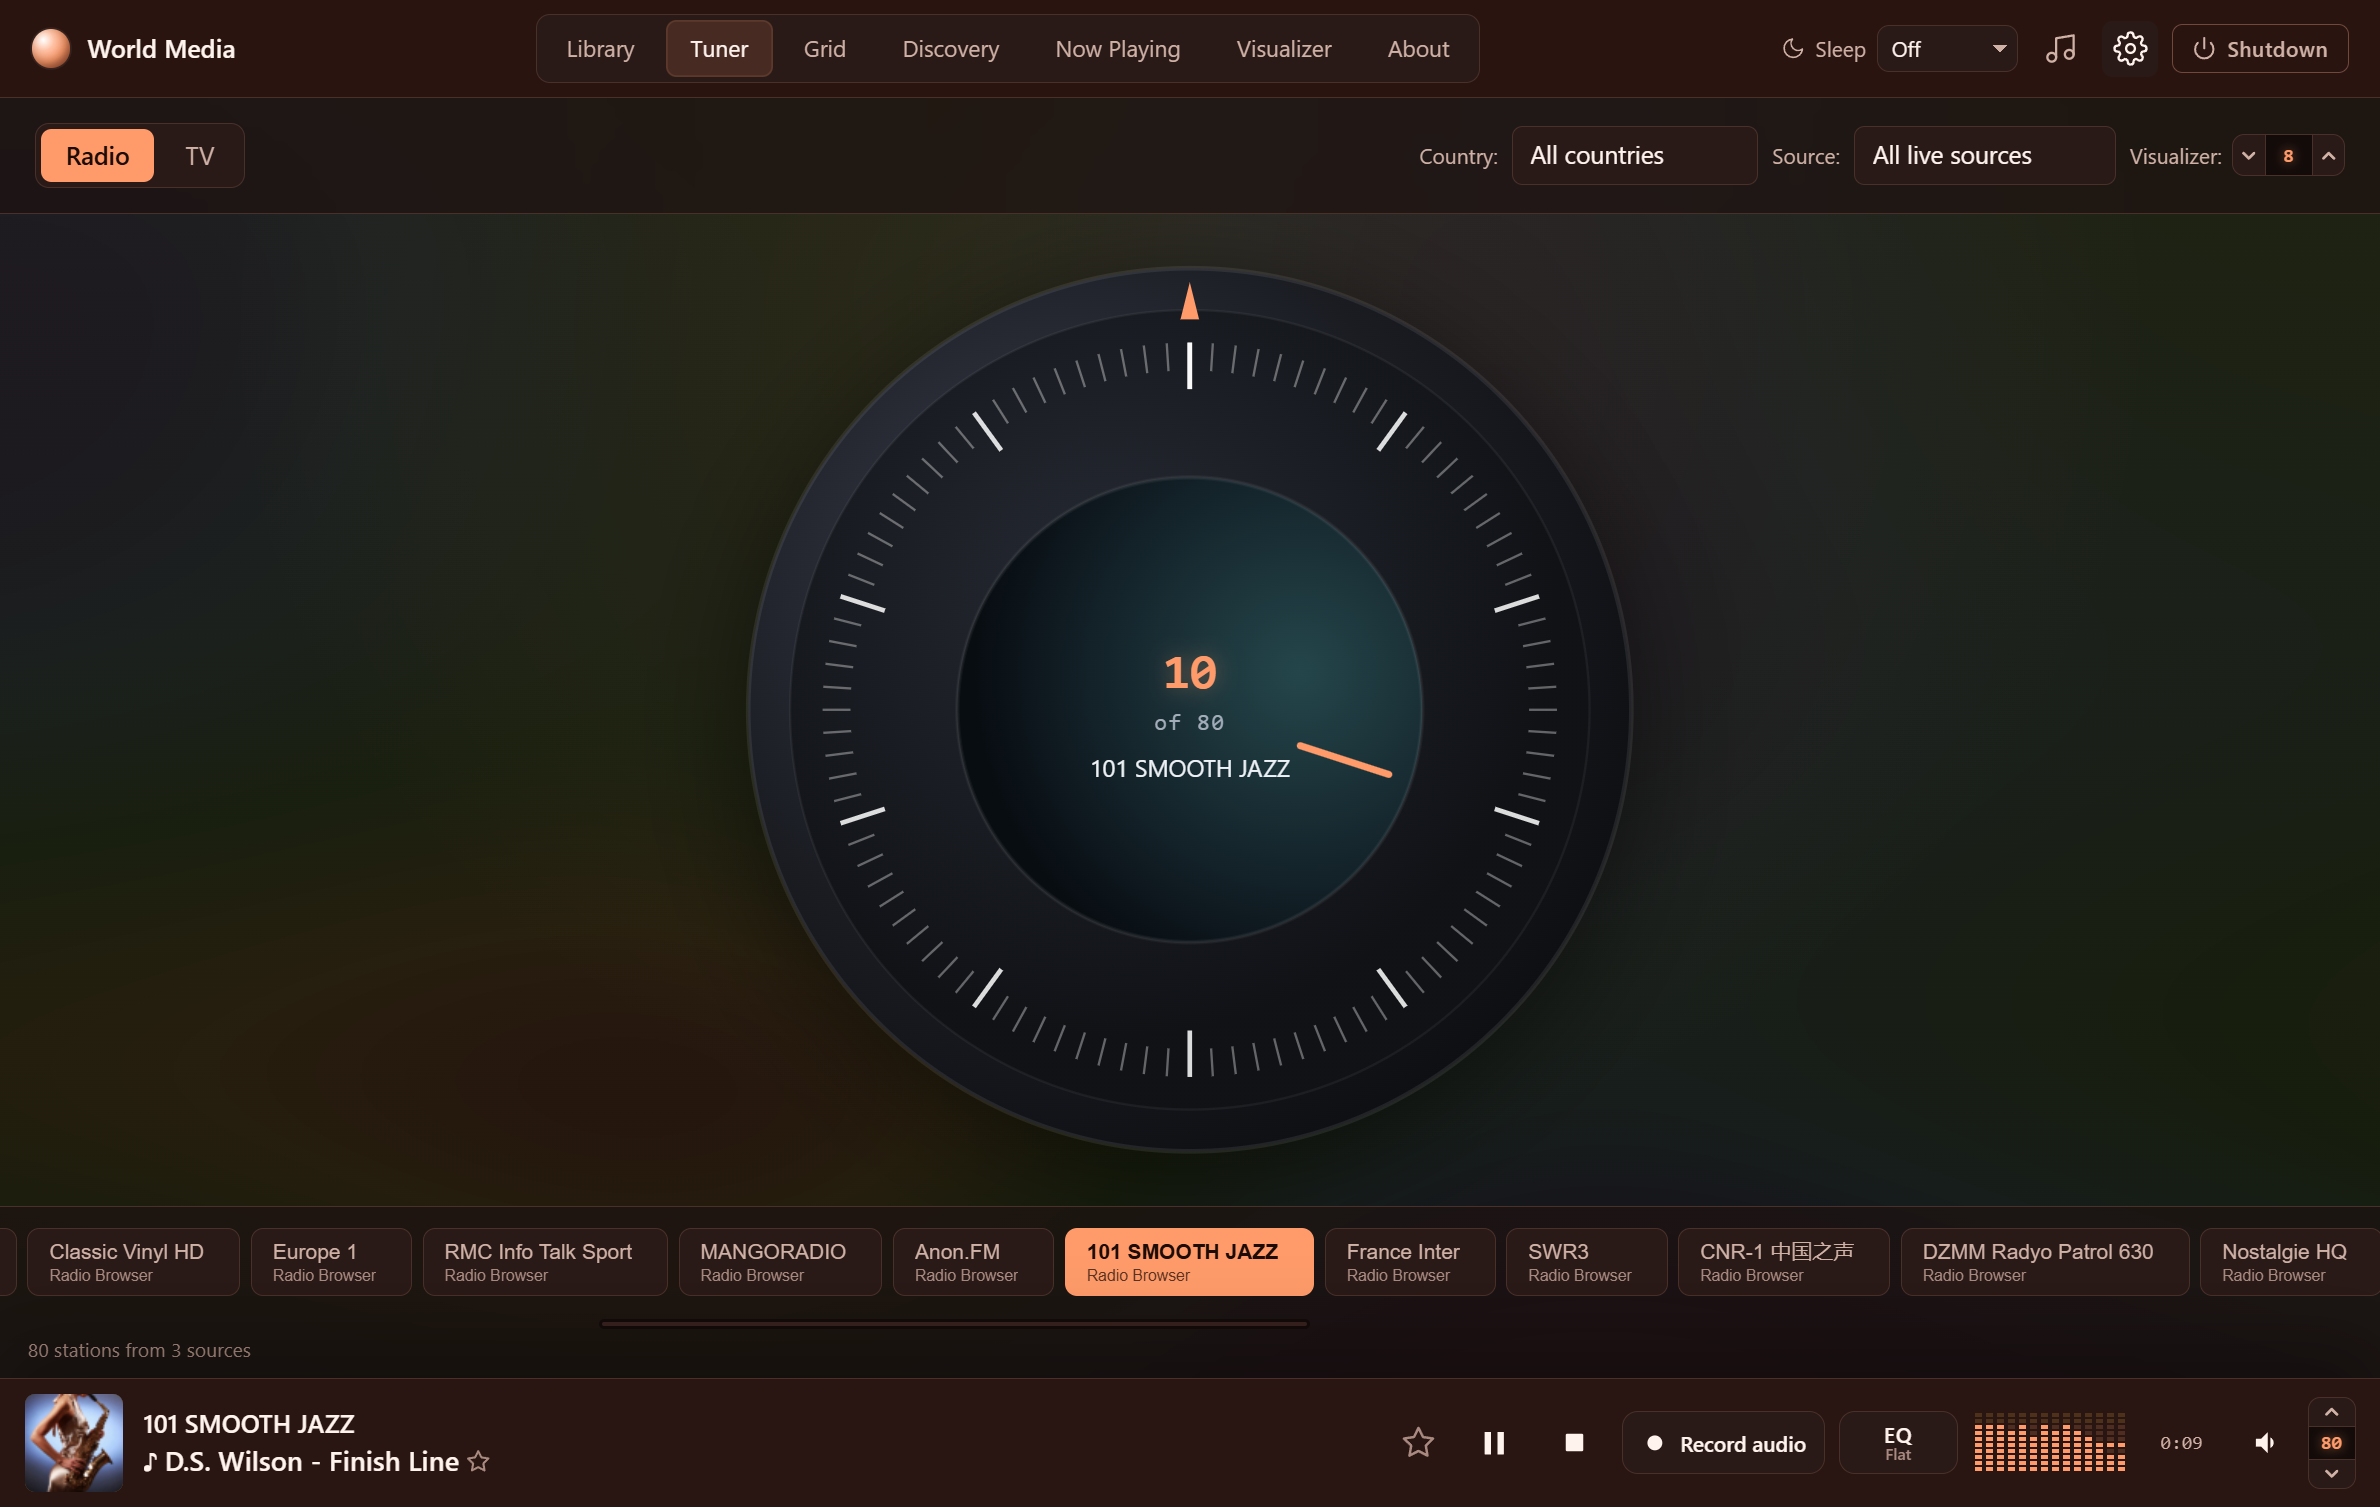 World Media
Library
Tuner
Grid
Discovery
Now Playing
Visualizer
About
Sleep
Off
Shutdown
Radio
TV
Country:
All countries
Source:
All live sources
Visualizer:
8
10
of 80
101 SMOOTH JAZZ
Classic Vinyl HD
Radio Browser
Europe 1
Radio Browser
RMC Info Talk Sport
Radio Browser
MANGORADIO
Radio Browser
Anon.FM
Radio Browser
101 SMOOTH JAZZ
Radio Browser
France Inter
Radio Browser
SWR3
Radio Browser
CNR-1 中国之声
Radio Browser
DZMM Radyo Patrol 630
Radio Browser
Nostalgie HQ
Radio Browser
80 stations from 3 sources
101 SMOOTH JAZZ
D.S. Wilson - Finish Line
Record audio
EQ
Flat
0:09
80